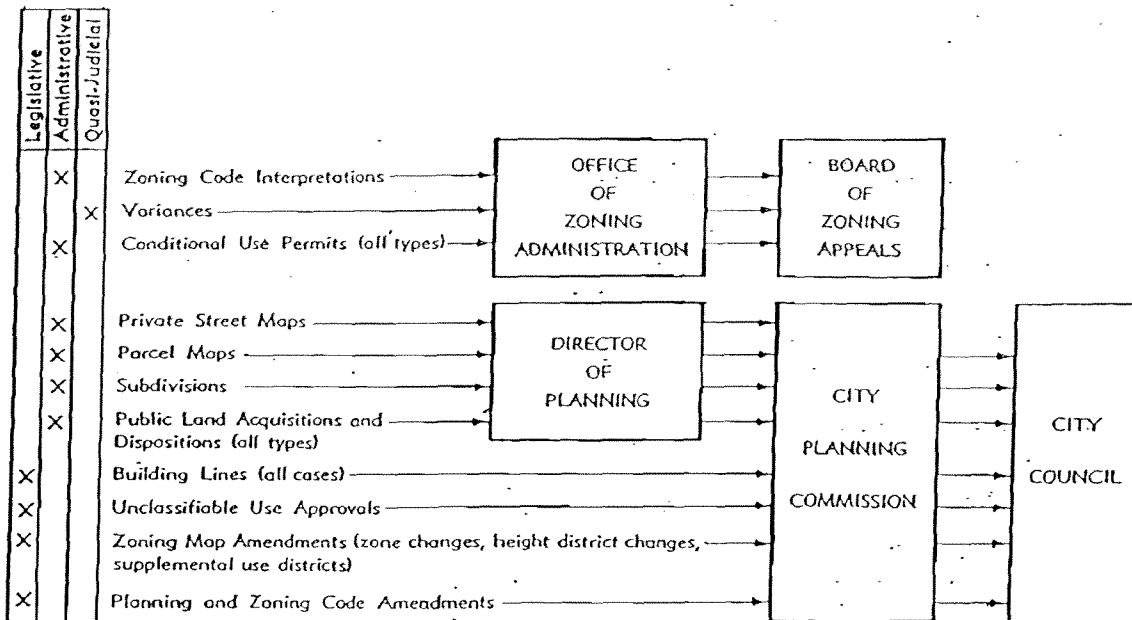 Legislative
Administrative
Quasi-Judicial
X Zoning Code Interpretations
X Variances
X Conditional Use Permits (all types)
OFFICE
OF
ZONING
ADMINISTRATION
BOARD
OF
ZONING
APPEALS
X Private Street Maps
X Parcel Maps
X Subdivisions
X Public Land Acquisitions and
Dispositions (all types)
X Building Lines (all cases)
X Unclassifiable Use Approvals
X Zoning Map Amendments (zone changes, height district changes,
supplemental use districts)
X Planning and Zoning Code Amendments
DIRECTOR
OF
PLANNING
CITY
PLANNING
COMMISSION
CITY
COUNCIL